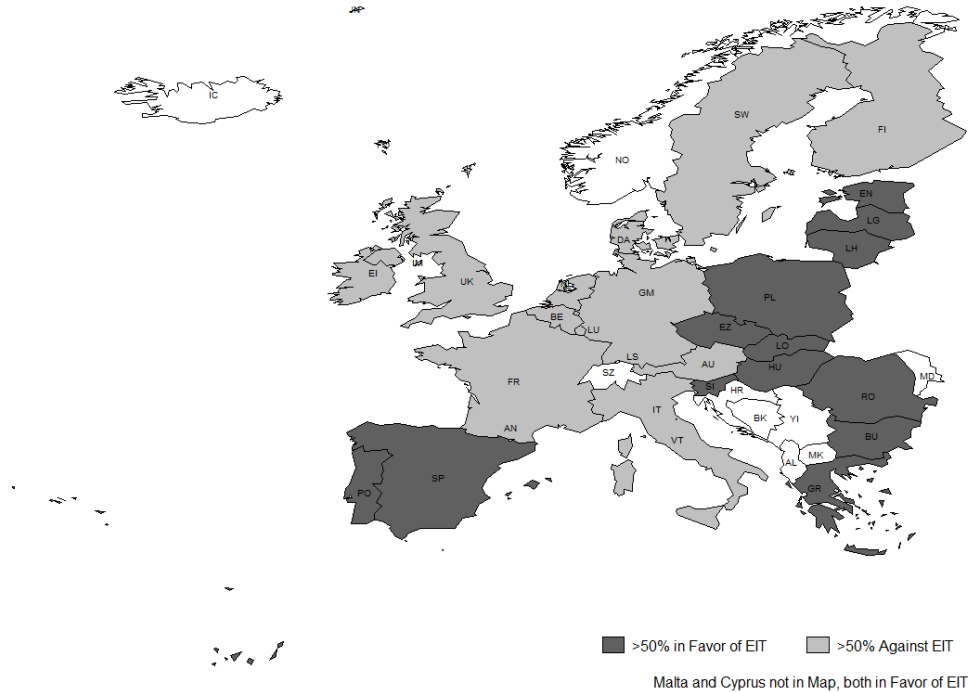 IC
SW
FI
NO
EN
LG
DA
LH
EI
UK
GM
PL
BE
EZ
LU
LO
LS
AU
HU
SZ
MD
FR
SI
HR
RO
IT
BK
YI
AN
BU
VT
MK
AL
SP
GR
PO
>50% in Favor of EIT
>50% Against EIT
Malta and Cyprus not in Map, both in Favor of EIT